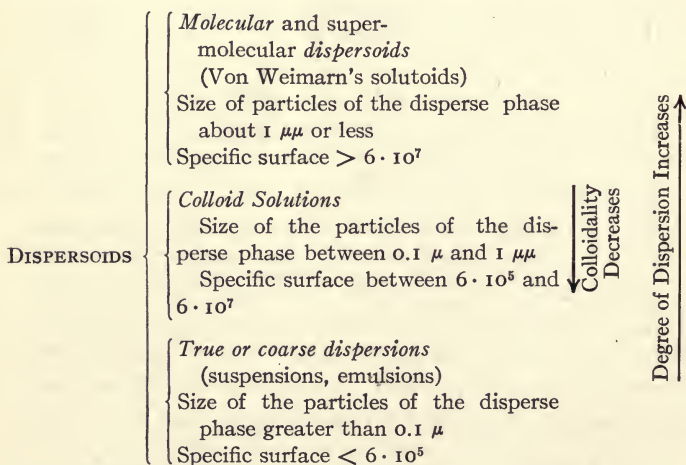 Molecular and super-
molecular dispersoids
(Von Weimarn's solutoids)
Size of particles of the disperse phase
about 1 μμ or less
Specific surface > 6 · 10⁷
Colloid Solutions
Size of the particles of the dis-
perse phase between 0.1 μ and 1 μμ
Specific surface between 6 · 10⁵ and
6 · 10⁷
DISPERSOIDS
True or coarse dispersions
(suspensions, emulsions)
Size of the particles of the disperse
phase greater than 0.1 μ
Specific surface < 6 · 10⁵
Colloidality
Decreases
Degree of Dispersion Increases